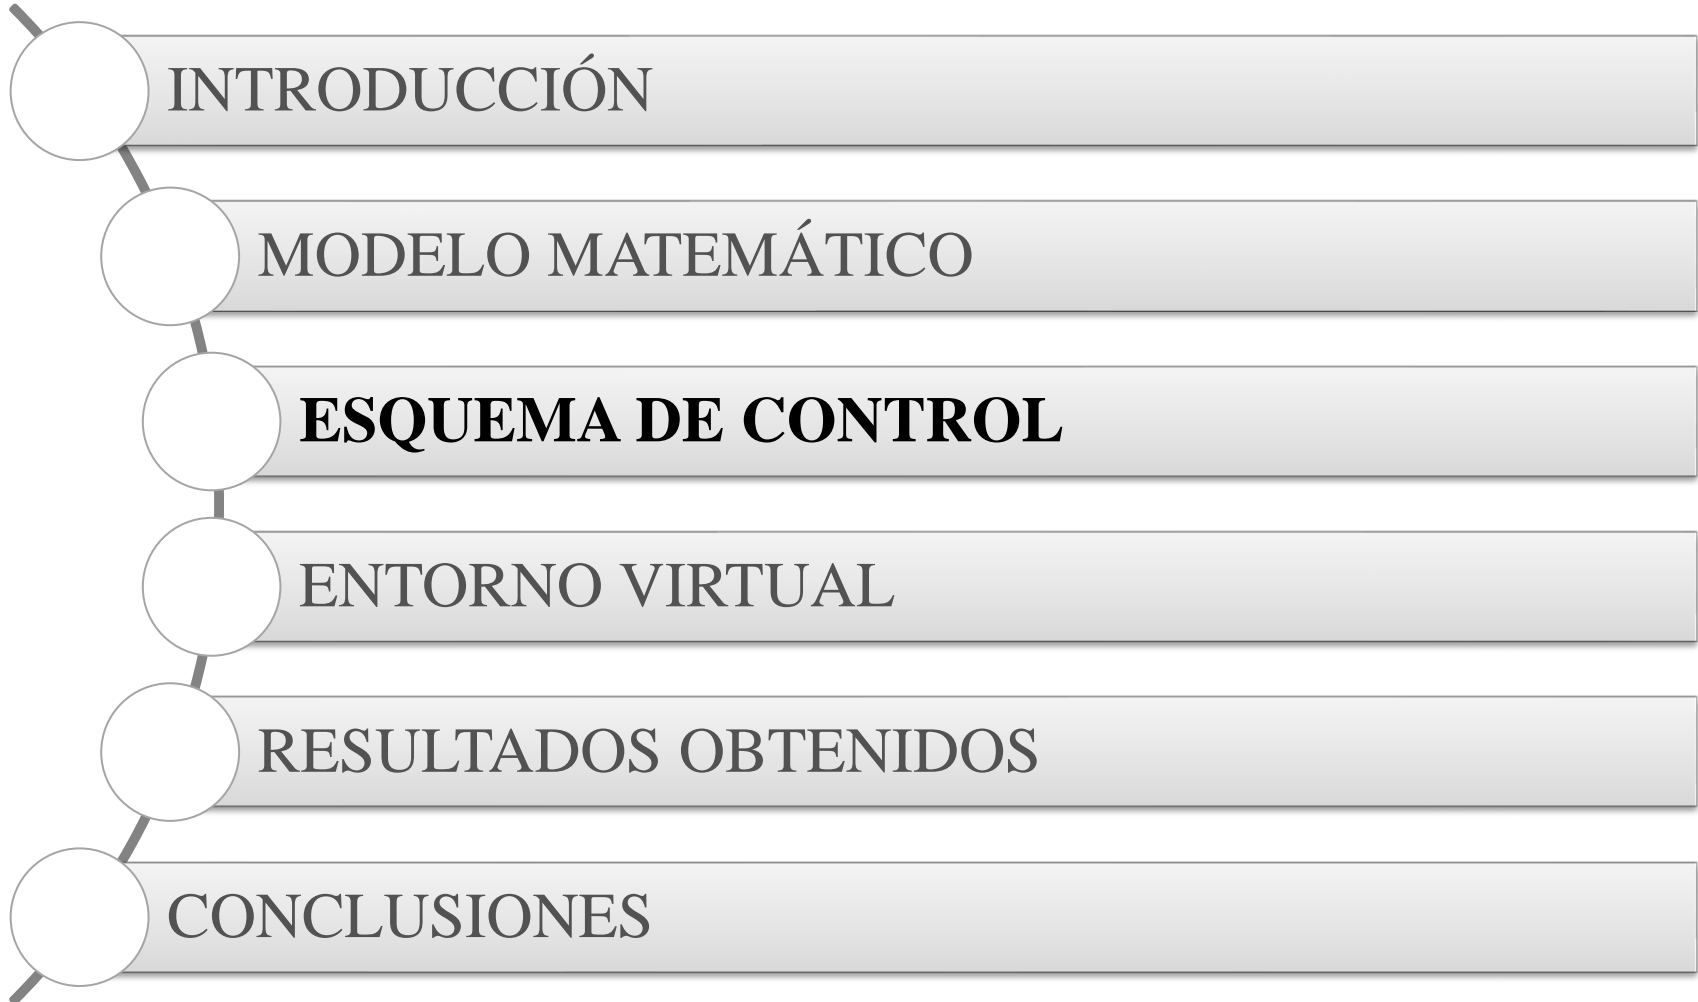 INTRODUCCIÓN
MODELO MATEMÁTICO
ESQUEMA DE CONTROL
ENTORNO VIRTUAL
RESULTADOS OBTENIDOS
CONCLUSIONES